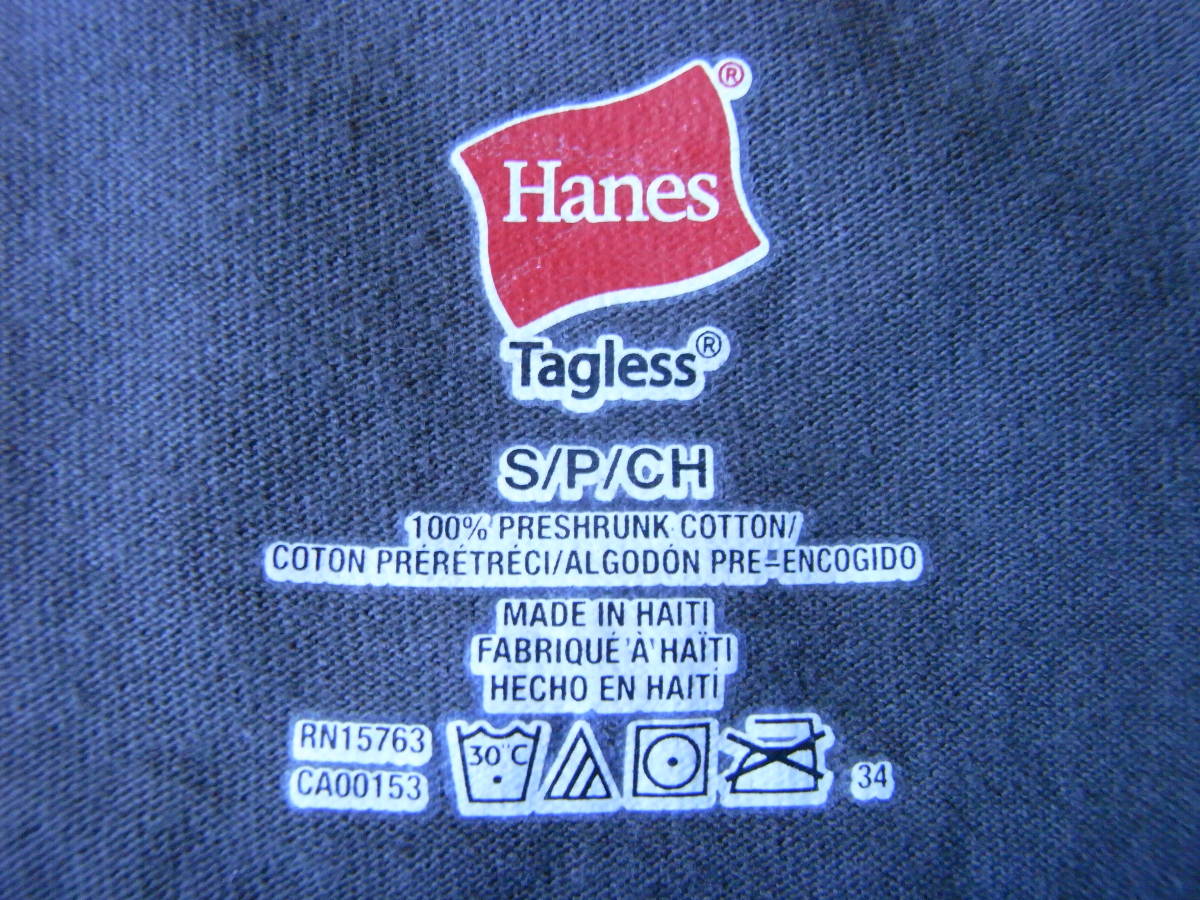 Hanes®
Tagless®
S/P/CH
100% PRESHRUNK COTTON/
COTON PRÉRÉTRÉCI/ALGODÓN PRE-ENCOGIDO
MADE IN HAITI
FABRIQUÉ À HAÏTI
HECHO EN HAITÍ
RN15763
CA00153
30°C
34